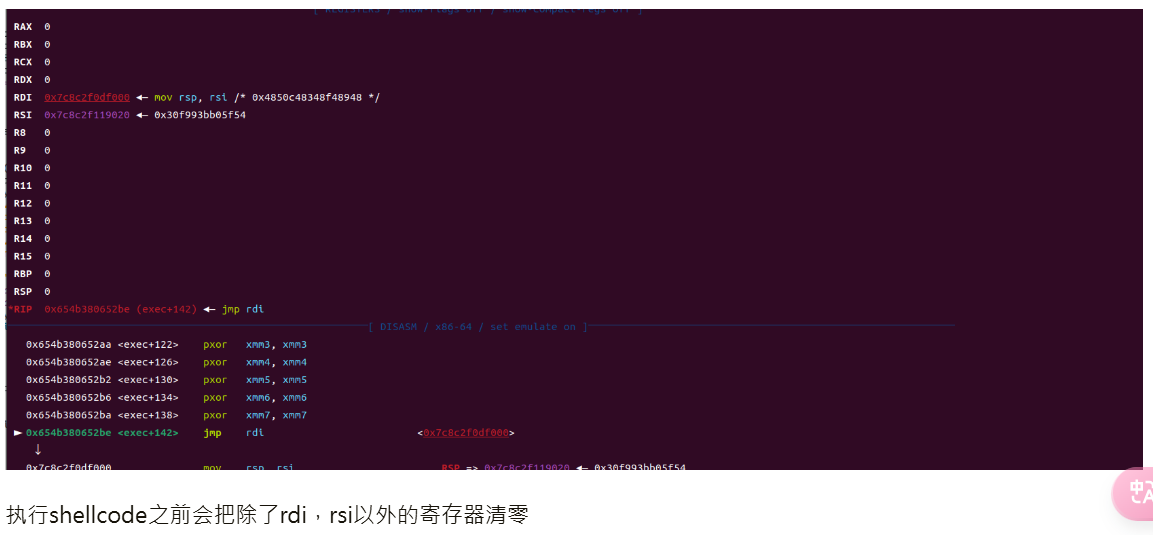 [ REGISTERS / show-flags off / show-compact-regs off ]
RAX 0
RBX 0
RCX 0
RDX 0
RDI 0x7c8c2f0df000 ◂— mov rsp, rsi /* 0x4850c48348f48948 */
RSI 0x7c8c2f119020 ◂— 0x30f993bb05f54
R8 0
R9 0
R10 0
R11 0
R12 0
R13 0
R14 0
R15 0
RBP 0
RSP 0
*RIP 0x654b380652be (exec+142) ◂— jmp rdi
[ DISASM / x86-64 / set emulate on ]
0x654b380652aa <exec+122> pxor xmm3, xmm3
0x654b380652ae <exec+126> pxor xmm4, xmm4
0x654b380652b2 <exec+130> pxor xmm5, xmm5
0x654b380652b6 <exec+134> pxor xmm6, xmm6
0x654b380652ba <exec+138> pxor xmm7, xmm7
► 0x654b380652be <exec+142> jmp rdi <0x7c8c2f0df000>
↓
0x7c8c2f0df000 mov rsp, rsi RSP => 0x7c8c2f119020 ◂— 0x30f993bb05f54
执行shellcode之前会把除了rdi，rsi以外的寄存器清零
中A